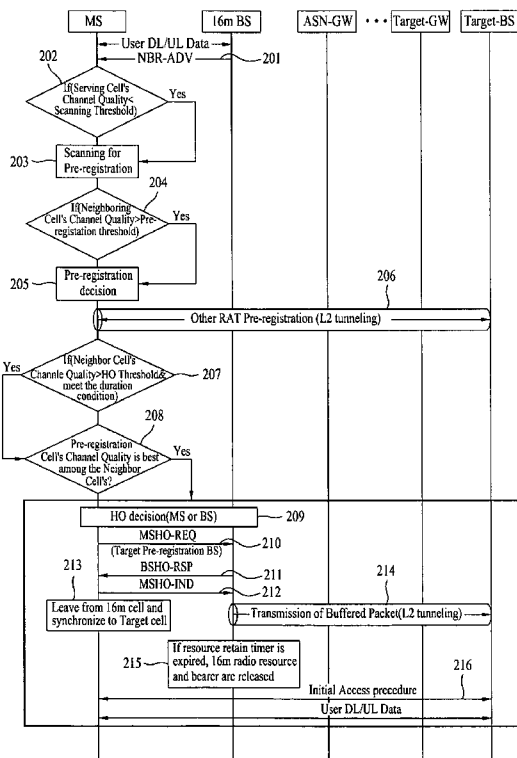 MS
16m BS
ASN-GW
Target-GW
Target-BS
User DL/UL Data
NBR-ADV
201
202
If(Serving Cell's
Channel Quality<
Scanning Threshold)
Yes
Scanning for
Pre-registration
203
204
If(Neighboring
Cell's Channel Quality>Pre-
registation threshold)
Yes
Pre-registration
decision
205
206
Other RAT Pre-registration (L2 tunneling)
If(Neighbor Cell's
Channle Quality>HO Threshold&
meet the duration
condition)
Yes
207
208
Pre-registration
Cell's Channel Quality is best
among the Neighbor
Cell's?
Yes
HO decision(MS or BS)
209
MSHO-REQ
210
(Target Pre-registration BS)
BSHO-RSP
211
MSHO-IND
212
213
Leave from 16m cell and
synchronize to Target cell
214
Transmission of Buffered Packet(L2 tunneling)
215
If resource retain timer is
expired, 16m radio resource
and bearer are released
216
Initial Access precedure
User DL/UL Data